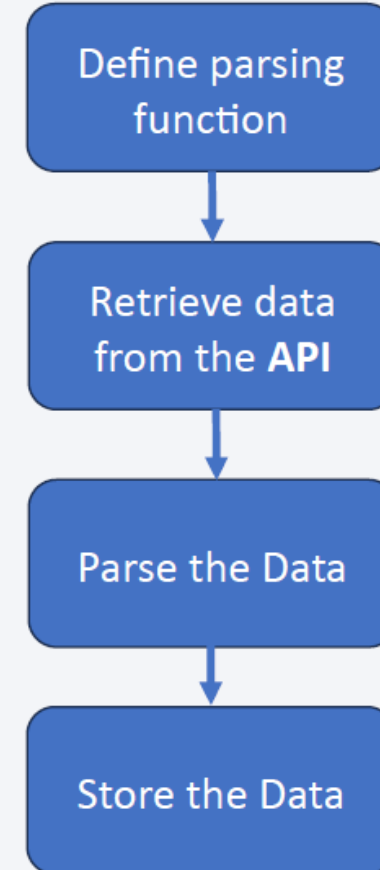 Define parsing
function
Retrieve data
from the API
Parse the Data
Store the Data